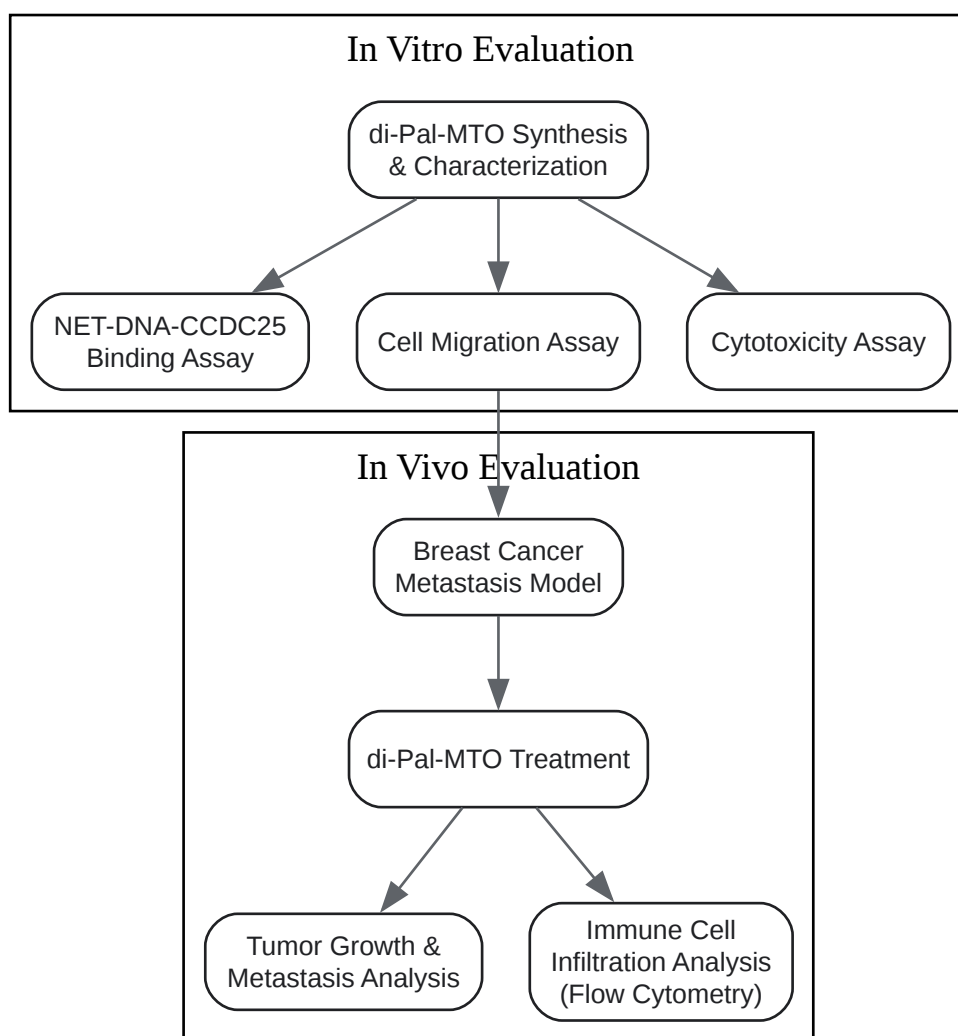 In Vitro Evaluation
di-Pal-MTO Synthesis
& Characterization
NET-DNA-CCDC25
Binding Assay
Cell Migration Assay
Cytotoxicity Assay
In Vivo Evaluation
Breast Cancer
Metastasis Model
di-Pal-MTO Treatment
Tumor Growth &
Metastasis Analysis
Immune Cell
Infiltration Analysis
(Flow Cytometry)